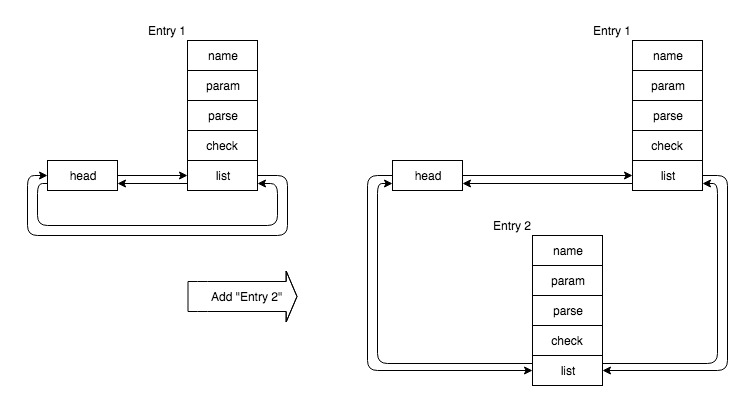 Entry 1
name
param
parse
check
head
list
Add "Entry 2"
Entry 1
name
param
parse
check
head
list
Entry 2
name
param
parse
check
list